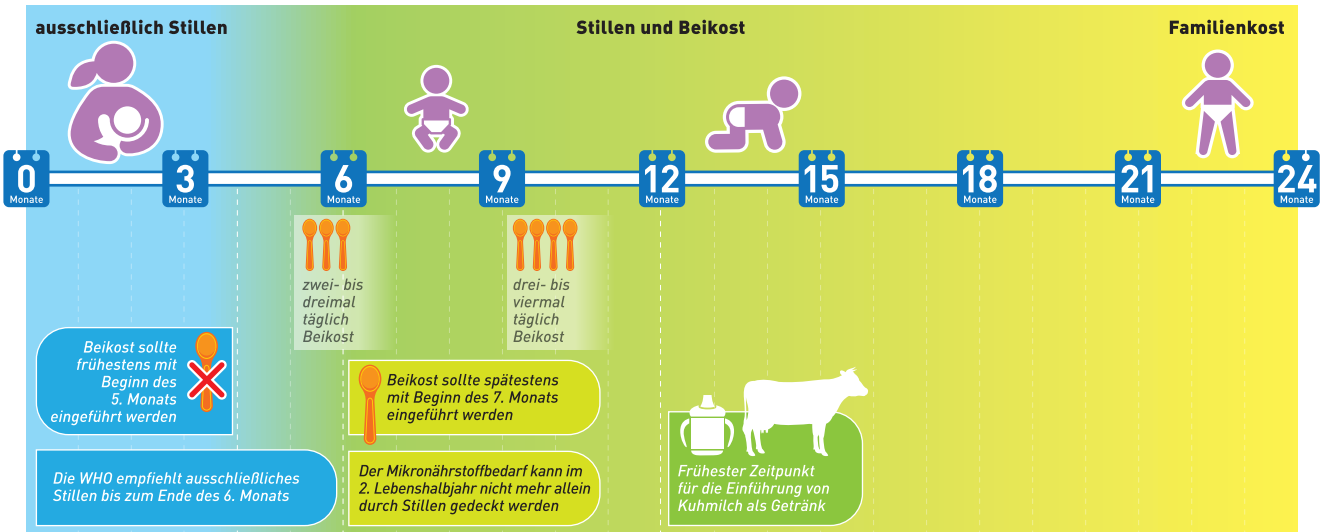 ausschließlich Stillen
Stillen und Beikost
Familienkost
0
Monate
3
Monate
6
Monate
9
Monate
12
Monate
15
Monate
18
Monate
21
Monate
24
Monate
zwei- bis
dreimal
täglich
Beikost
drei- bis
viermal
täglich
Beikost
Beikost sollte
frühestens mit
Beginn des
5. Monats
eingeführt werden
Beikost sollte spätestens
mit Beginn des 7. Monats
eingeführt werden
Die WHO empfiehlt ausschließliches
Stillen bis zum Ende des 6. Monats
Der Mikronährstoffbedarf kann im
2. Lebenshalbjahr nicht mehr allein
durch Stillen gedeckt werden
Frühester Zeitpunkt
für die Einführung von
Kuhmilch als Getränk